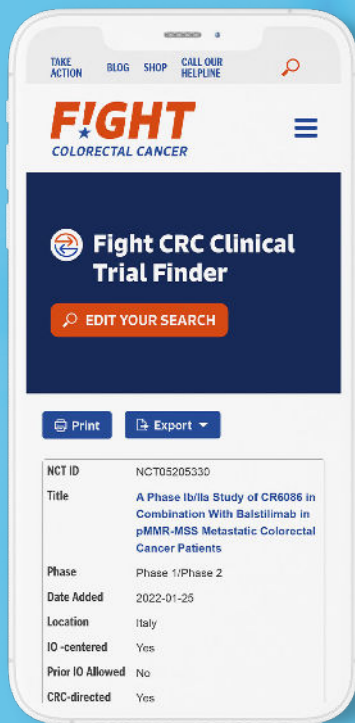 TAKE ACTION BLOG SHOP CALL OUR HELPLINE
F!GHT
COLORECTAL CANCER
Fight CRC Clinical
Trial Finder
EDIT YOUR SEARCH
Print Export
NCT ID NCT05205330
Title A Phase Ib/IIa Study of CR6086 in
Combination With Balstilimab in
pMMR-MSS Metastatic Colorectal
Cancer Patients
Phase Phase 1/Phase 2
Date Added 2022-01-25
Location Italy
IO -centered Yes
Prior IO Allowed No
CRC-directed Yes